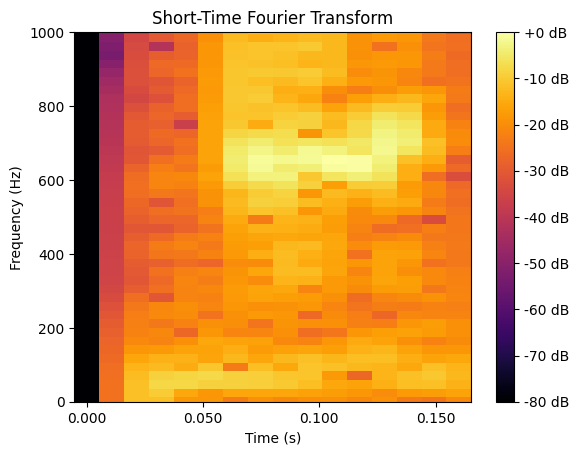 Short-Time Fourier Transform
1000
800
600
400
200
0
Frequency (Hz)
0.000
0.050
0.100
0.150
Time (s)
+0 dB
-10 dB
-20 dB
-30 dB
-40 dB
-50 dB
-60 dB
-70 dB
-80 dB